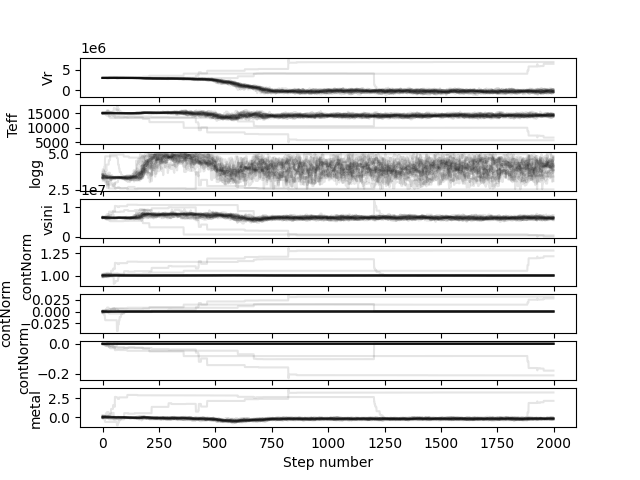 1e6
Vr
5
0
Teff
15000
10000
5000
logg
5.0
2.5
1e7
vsini
1
0
contNorm
1.25
1.00
contNorm
0.025
0.000
−0.025
contNorm
0.0
−0.2
metal
2.5
0.0
0 250 500 750 1000 1250 1500 1750 2000
Step number